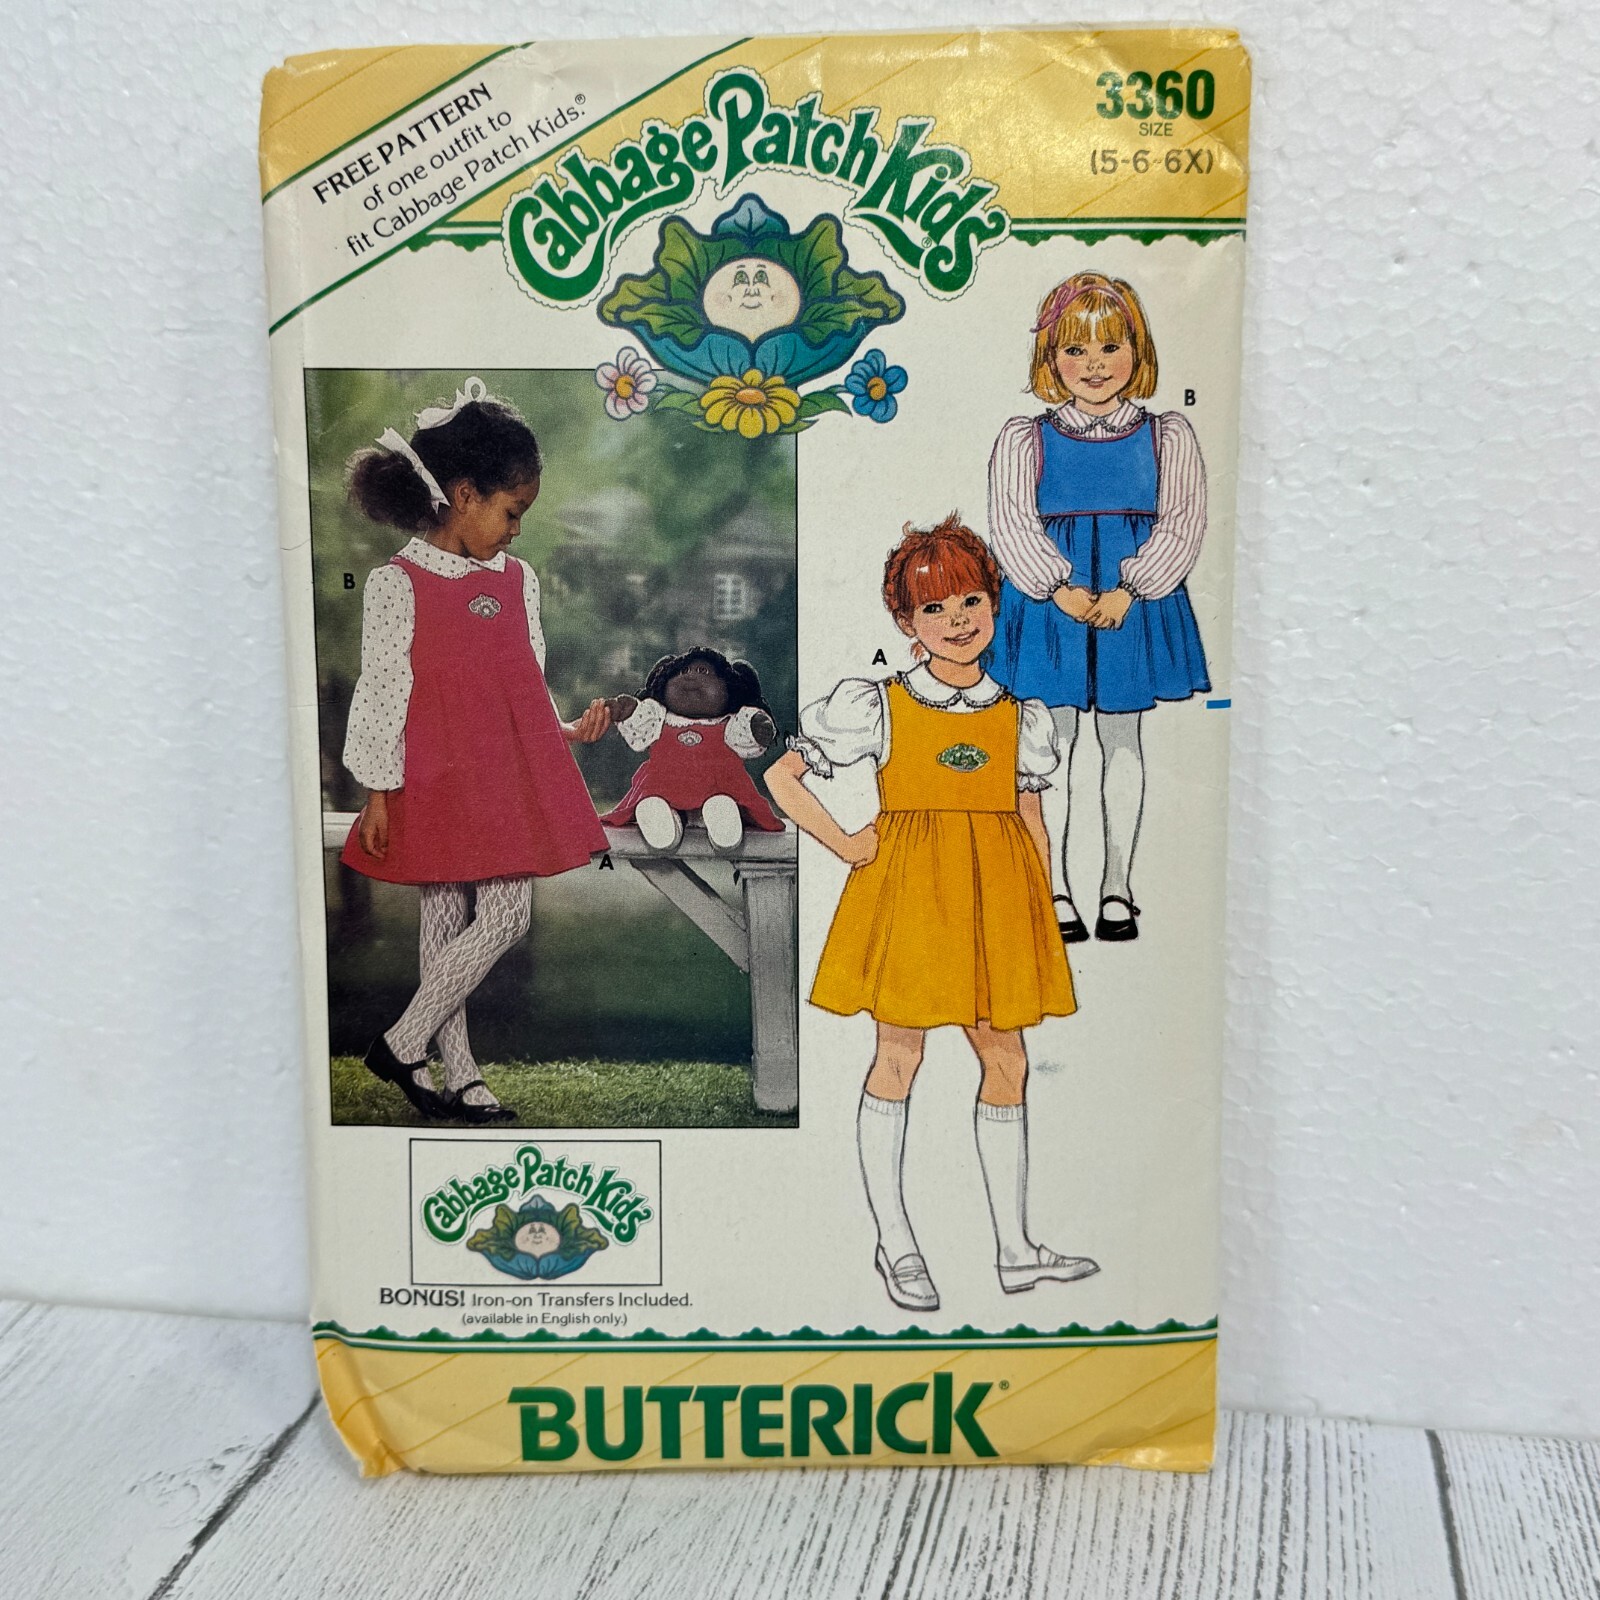 FREE PATTERN
of one outfit to
fit Cabbage Patch Kids.®
Cabbage Patch Kids®
3360
SIZE
(5-6-6X)
B
B
A
A
Cabbage Patch Kids
BONUS! Iron-on Transfers Included.
(available in English only.)
BUTTERICK®